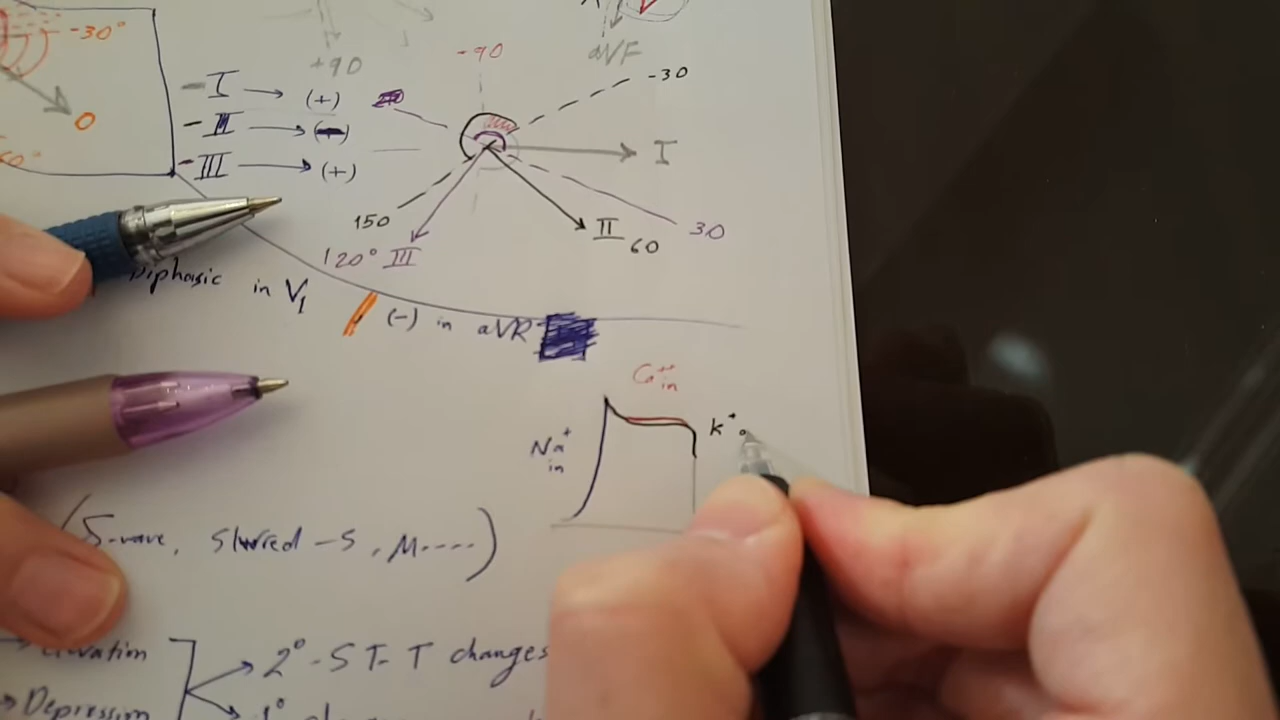 -30°
+90
aVF
-90
-30
- I → (+)
0
- II → (+)
I
- III → (+)
150
II 60
30
120° III
Diphasic in V1
(-) in aVR
Ca++ in
K+ o
Na+ in
(S-wave, slurred -S, M.....)
2° - ST- T changes
→ Depression